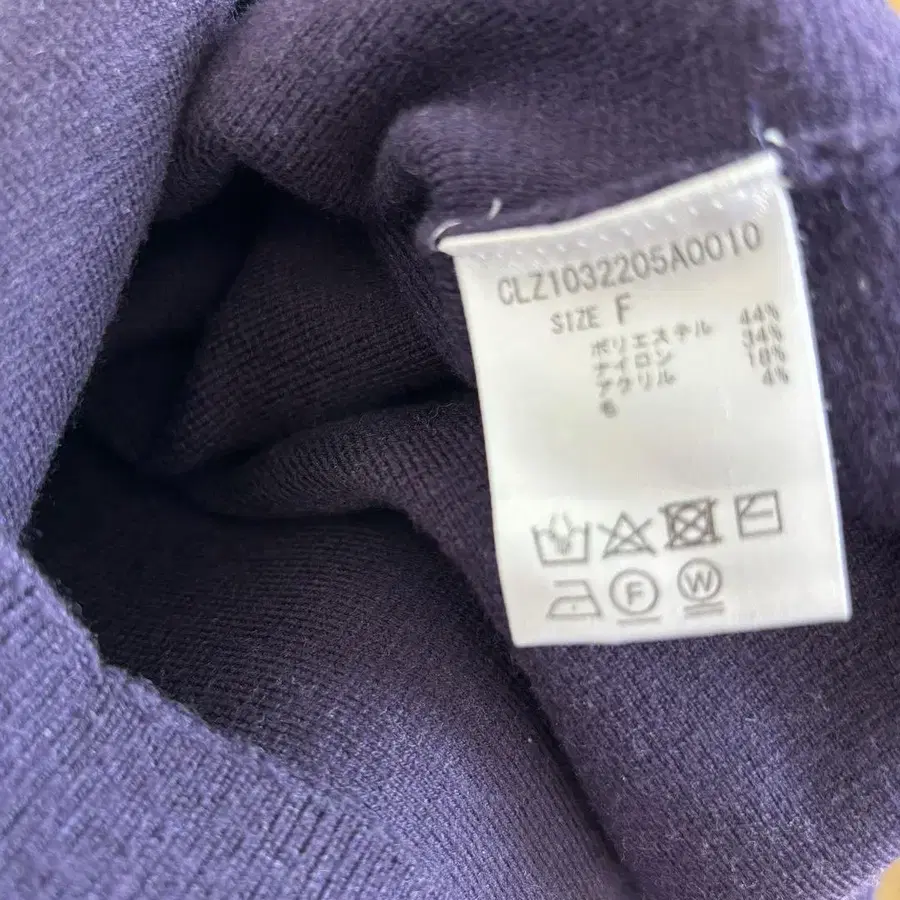 CLZ1032205A0010
SIZE F
ポリエステル 44%
ナイロン 34%
アクリル 18%
毛 4%
F W